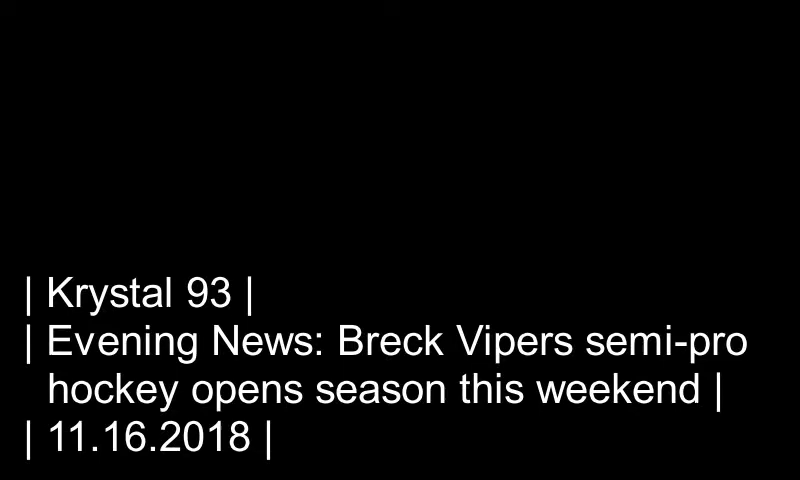 | Krystal 93 |
| Evening News: Breck Vipers semi-pro
hockey opens season this weekend |
| 11.16.2018 |